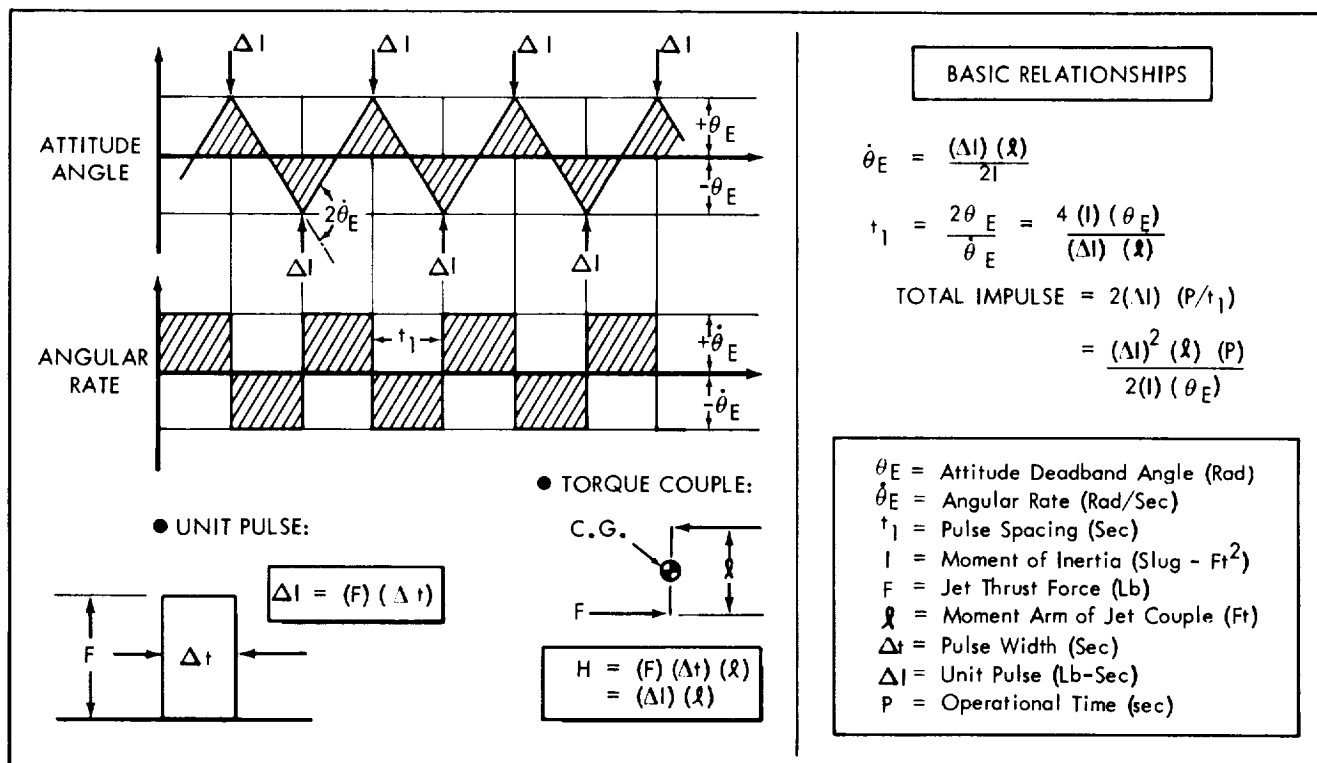 ΔI ΔI ΔI ΔI
ATTITUDE
ANGLE
+θE
-θE
2θ̇E
ΔI ΔI ΔI
ANGULAR
RATE
t1
+θ̇E
-θ̇E
● UNIT PULSE:
F
Δt
ΔI = (F) (Δt)
● TORQUE COUPLE:
C.G.
ℓ
F
H = (F) (Δt) (ℓ)
= (ΔI) (ℓ)
BASIC RELATIONSHIPS
θ̇E = (ΔI) (ℓ) / 2I
t1 = 2θE / θ̇E = 4 (I) (θE) / (ΔI) (ℓ)
TOTAL IMPULSE = 2(ΔI) (P/t1)
= (ΔI)² (ℓ) (P) / 2(I) (θE)
θE = Attitude Deadband Angle (Rad)
θ̇E = Angular Rate (Rad/Sec)
t1 = Pulse Spacing (Sec)
I = Moment of Inertia (Slug - Ft²)
F = Jet Thrust Force (Lb)
ℓ = Moment Arm of Jet Couple (Ft)
Δt = Pulse Width (Sec)
ΔI = Unit Pulse (Lb-Sec)
P = Operational Time (sec)